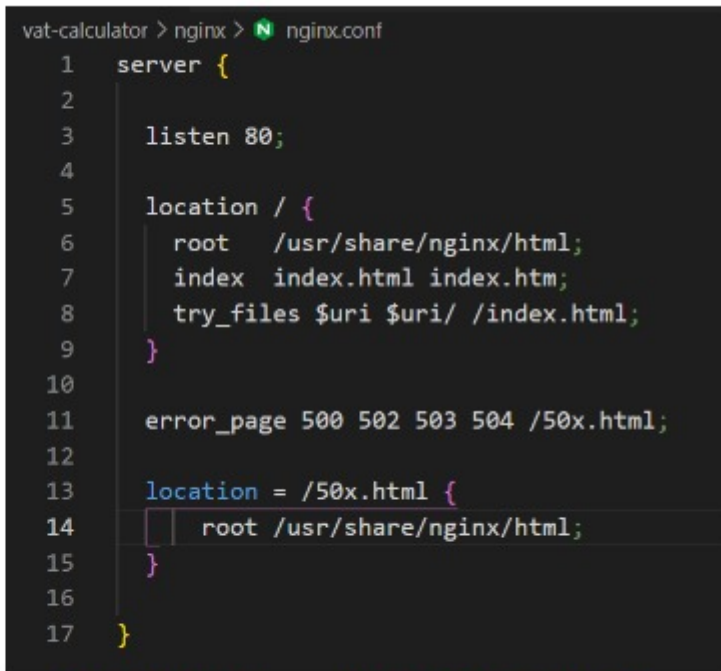 vat-calculator > nginx > N nginx.conf
1 server {
2
3 listen 80;
4
5 location / {
6 root /usr/share/nginx/html;
7 index index.html index.htm;
8 try_files $uri $uri/ /index.html;
9 }
10
11 error_page 500 502 503 504 /50x.html;
12
13 location = /50x.html {
14 root /usr/share/nginx/html;
15 }
16
17 }